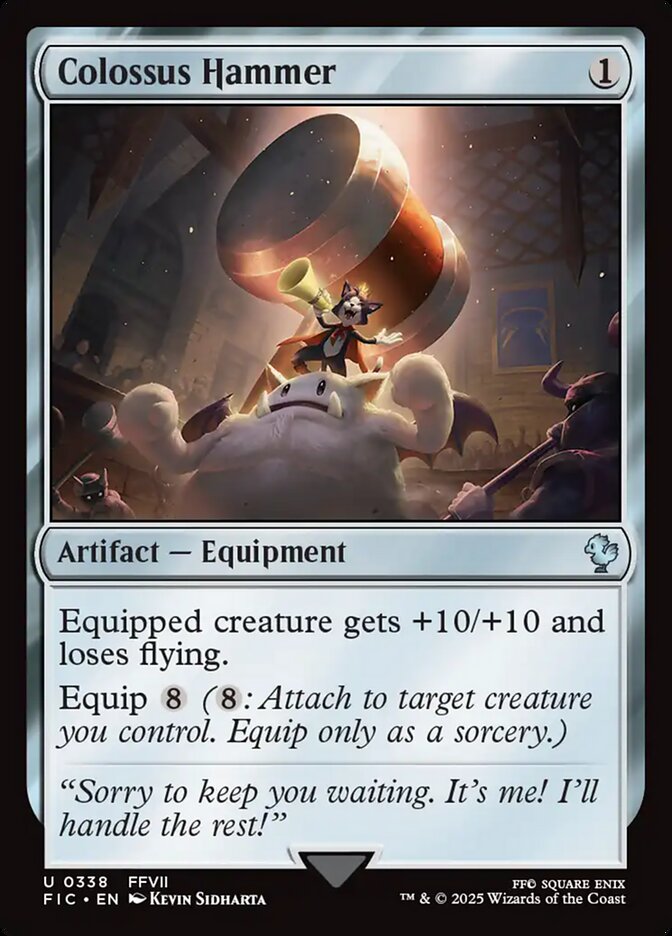 Colossus Hammer 1
Artifact — Equipment
Equipped creature gets +10/+10 and
loses flying.
Equip 8 (8: Attach to target creature
you control. Equip only as a sorcery.)
“Sorry to keep you waiting. It’s me! I’ll
handle the rest!”
U 0338 FFVII
FIC • EN Kevin Sidharta
FF© SQUARE ENIX
™ & © 2025 Wizards of the Coast